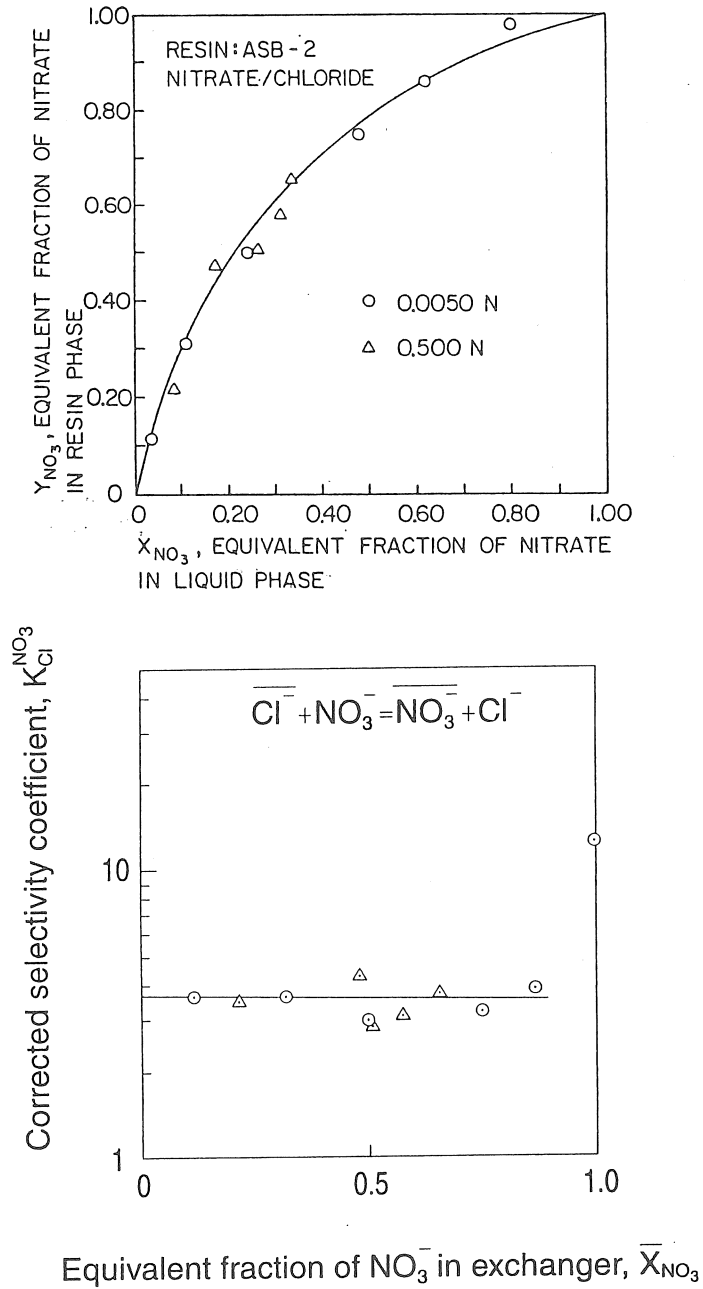 1.00
0.80
0.60
0.40
0.20
0
Y_NO3, EQUIVALENT FRACTION OF NITRATE
IN RESIN PHASE
RESIN: ASB-2
NITRATE/CHLORIDE
○ 0.0050 N
△ 0.500 N
0 0.20 0.40 0.60 0.80 1.00
X_NO3, EQUIVALENT FRACTION OF NITRATE
IN LIQUID PHASE
Corrected selectivity coefficient, K_Cl^NO3
C̅l̅⁻ + NO₃⁻ = N̅O̅₃⁻ + Cl⁻
10
1
0 0.5 1.0
Equivalent fraction of NO₃⁻ in exchanger, X̅_NO3